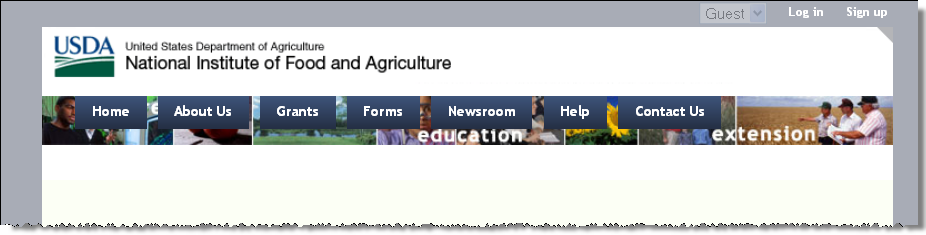 Guest Log in Sign up
USDA
United States Department of Agriculture
National Institute of Food and Agriculture
Home About Us Grants Forms Newsroom Help Contact Us
education extension